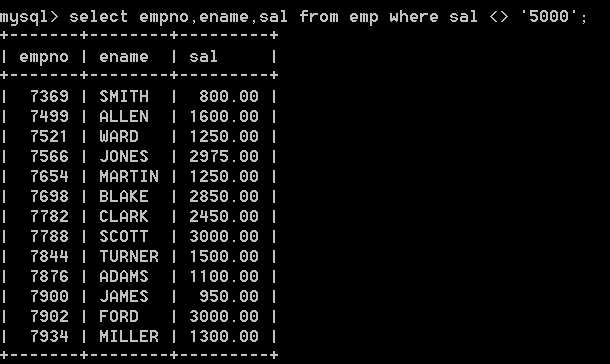 mysql> select empno,ename,sal from emp where sal <> '5000';
+-------+--------+---------+
| empno | ename  | sal     |
+-------+--------+---------+
|  7369 | SMITH  |  800.00 |
|  7499 | ALLEN  | 1600.00 |
|  7521 | WARD   | 1250.00 |
|  7566 | JONES  | 2975.00 |
|  7654 | MARTIN | 1250.00 |
|  7698 | BLAKE  | 2850.00 |
|  7782 | CLARK  | 2450.00 |
|  7788 | SCOTT  | 3000.00 |
|  7844 | TURNER | 1500.00 |
|  7876 | ADAMS  | 1100.00 |
|  7900 | JAMES  |  950.00 |
|  7902 | FORD   | 3000.00 |
|  7934 | MILLER | 1300.00 |
+-------+--------+---------+